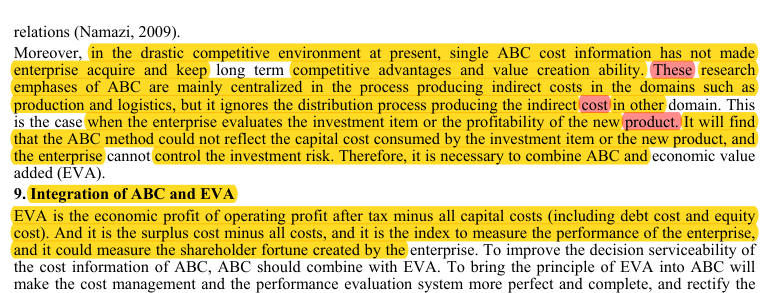 relations (Namazi, 2009).
Moreover, in the drastic competitive environment at present, single ABC cost information has not made
enterprise acquire and keep long term competitive advantages and value creation ability. These research
emphases of ABC are mainly centralized in the process producing indirect costs in the domains such as
production and logistics, but it ignores the distribution process producing the indirect cost in other domain. This
is the case when the enterprise evaluates the investment item or the profitability of the new product. It will find
that the ABC method could not reflect the capital cost consumed by the investment item or the new product, and
the enterprise cannot control the investment risk. Therefore, it is necessary to combine ABC and economic value
added (EVA).
9. Integration of ABC and EVA
EVA is the economic profit of operating profit after tax minus all capital costs (including debt cost and equity
cost). And it is the surplus cost minus all costs, and it is the index to measure the performance of the enterprise,
and it could measure the shareholder fortune created by the enterprise. To improve the decision serviceability of
the cost information of ABC, ABC should combine with EVA. To bring the principle of EVA into ABC will
make the cost management and the performance evaluation system more perfect and complete, and rectify the